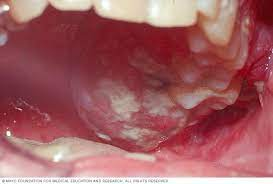 © MAYO FOUNDATION FOR MEDICAL EDUCATION AND RESEARCH. ALL RIGHTS RESERVED.